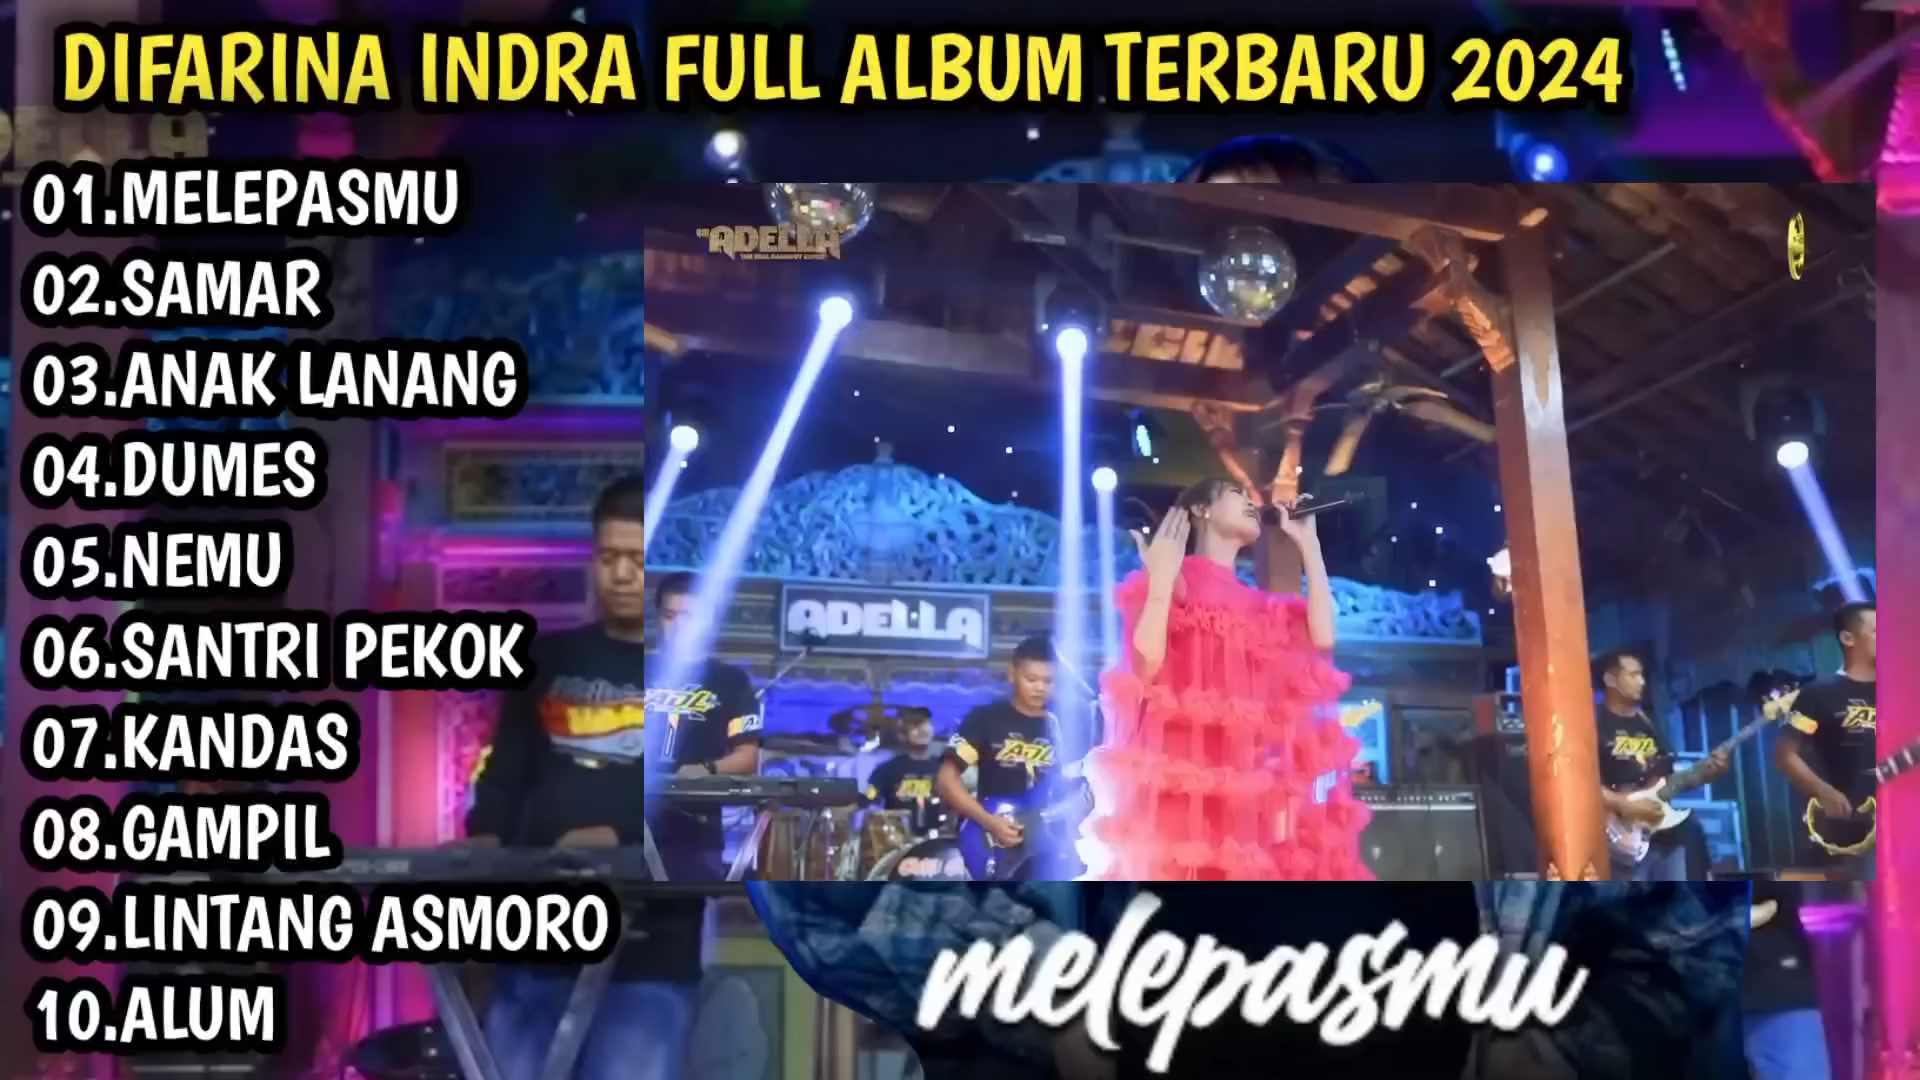 DIFARINA INDRA FULL ALBUM TERBARU 2024
01.MELEPASMU
02.SAMAR
03.ANAK LANANG
04.DUMES
05.NEMU
06.SANTRI PEKOK
07.KANDAS
08.GAMPIL
09.LINTANG ASMORO
10.ALUM
ADELLA
ADELLA
melepasmu